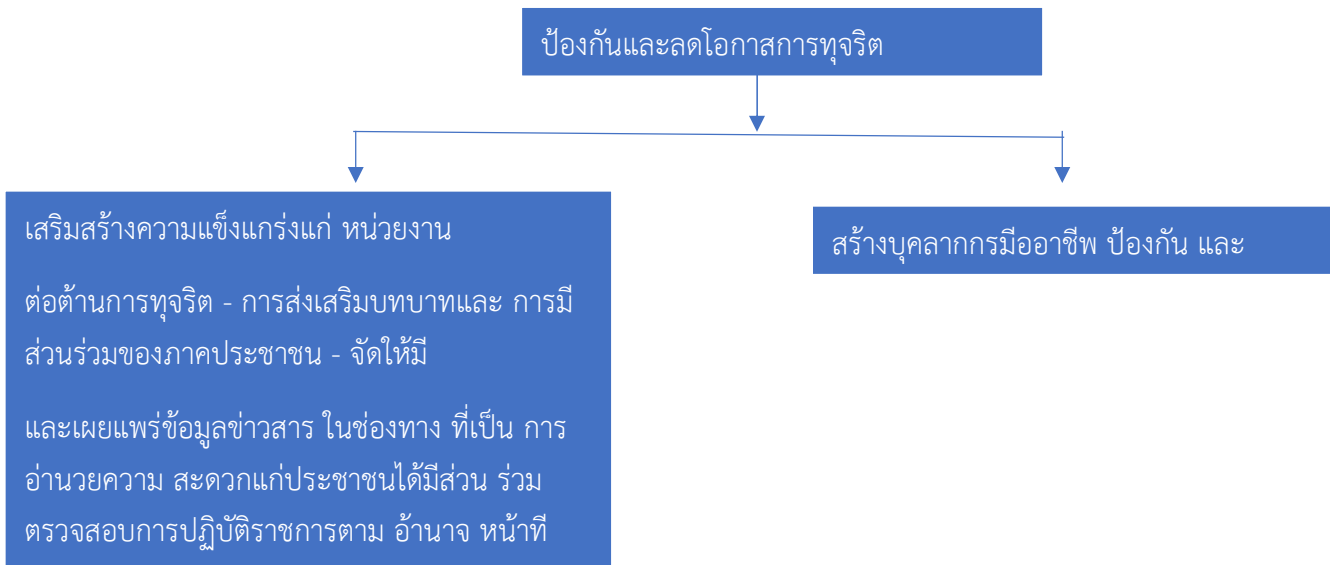 ป้องกันและลดโอกาสการทุจริต
เสริมสร้างความแข็งแกร่งแก่ หน่วยงาน
ต่อต้านการทุจริต - การส่งเสริมบทบาทและ การมี
ส่วนร่วมของภาคประชาชน - จัดให้มี
และเผยแพร่ข้อมูลข่าวสาร ในช่องทาง ที่เป็น การ
อ่านวยความ สะดวกแก่ประชาชนได้มีส่วน ร่วม
ตรวจสอบการปฏิบัติราชการตาม อ้านาจ หน้าที
สร้างบุคลากกรมีออาชีพ ป้องกัน และ